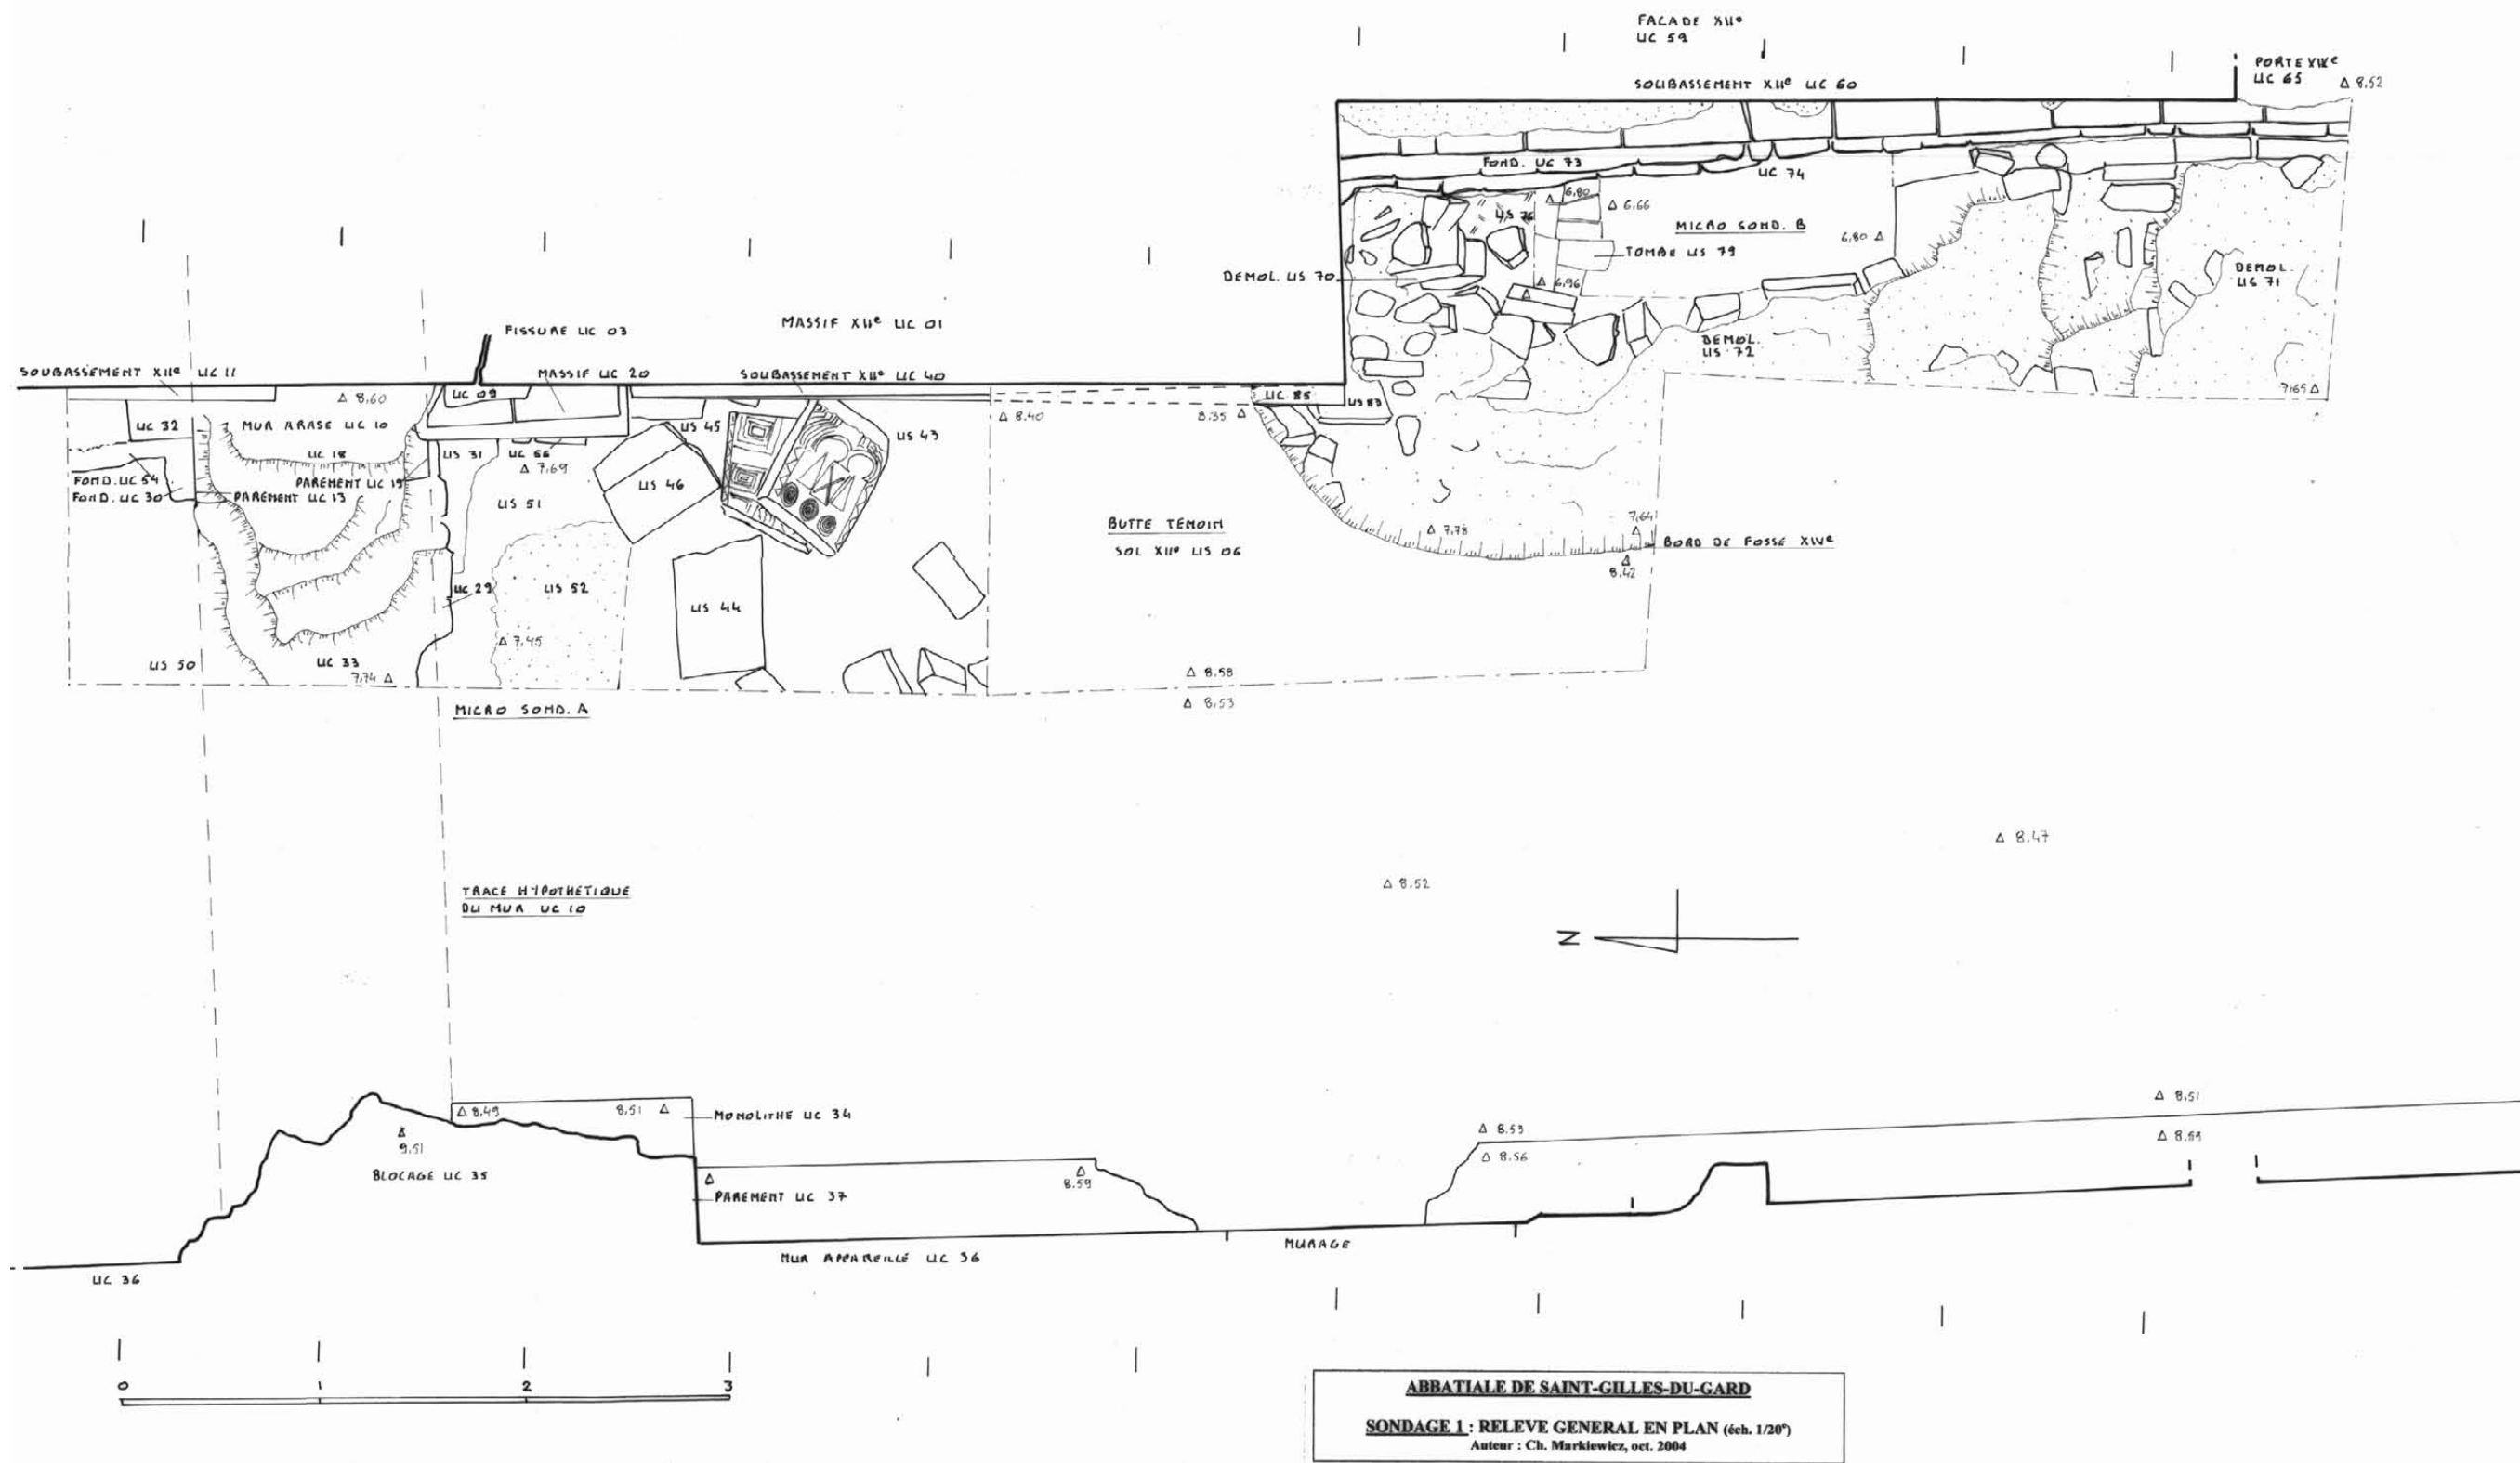 FACADE XIIe
UC 59
PORTE XIXe
UC 65
Δ 8,52
SOUBASSEMENT XIIe UC 60
FOND. UC 73
UC 74
6,80
Δ 6,66
US 76
MICRO SOND. B
6,80 Δ
TOMBE US 79
DEMOL. US 70
Δ 6,96
DEMOL.
US 71
DEMOL.
US 72
7,65 Δ
MASSIF XIIe UC 01
FISSURE UC 03
SOUBASSEMENT XIIe UC 11
MASSIF UC 20
SOUBASSEMENT XIIe UC 40
Δ 8.60
UC 09
UC 85
US 83
Δ 8.40
8.35 Δ
UC 32
MUR ARASE UC 10
US 45
US 43
UC 18
US 31
UC 66
Δ 7,69
FOND. UC 54
FOND. UC 30
PAREMENT UC 19
PAREMENT UC 13
US 46
US 51
BUTTE TEMOIN
SOL XIIe US 06
Δ 7,78
7,64
BORD DE FOSSE XIVe
8.42
UC 29
US 52
US 44
Δ 7.45
US 50
UC 33
7,74 Δ
Δ 8.58
Δ 8.53
MICRO SOND. A
Δ 8.47
TRACE HYPOTHETIQUE
DU MUR UC 10
Δ 8.52
N
Δ 8.49
8.51 Δ
MONOLITHE UC 34
9.51
BLOCAGE UC 35
PAREMENT UC 37
8.59
Δ 8.53
Δ 8.56
Δ 8,51
Δ 8.55
MUR APPAREILLÉ UC 36
MURAGE
UC 36
0 1 2 3
ABBATIALE DE SAINT-GILLES-DU-GARD
SONDAGE 1 : RELEVE GENERAL EN PLAN (éch. 1/20e)
Auteur : Ch. Markiewicz, oct. 2004